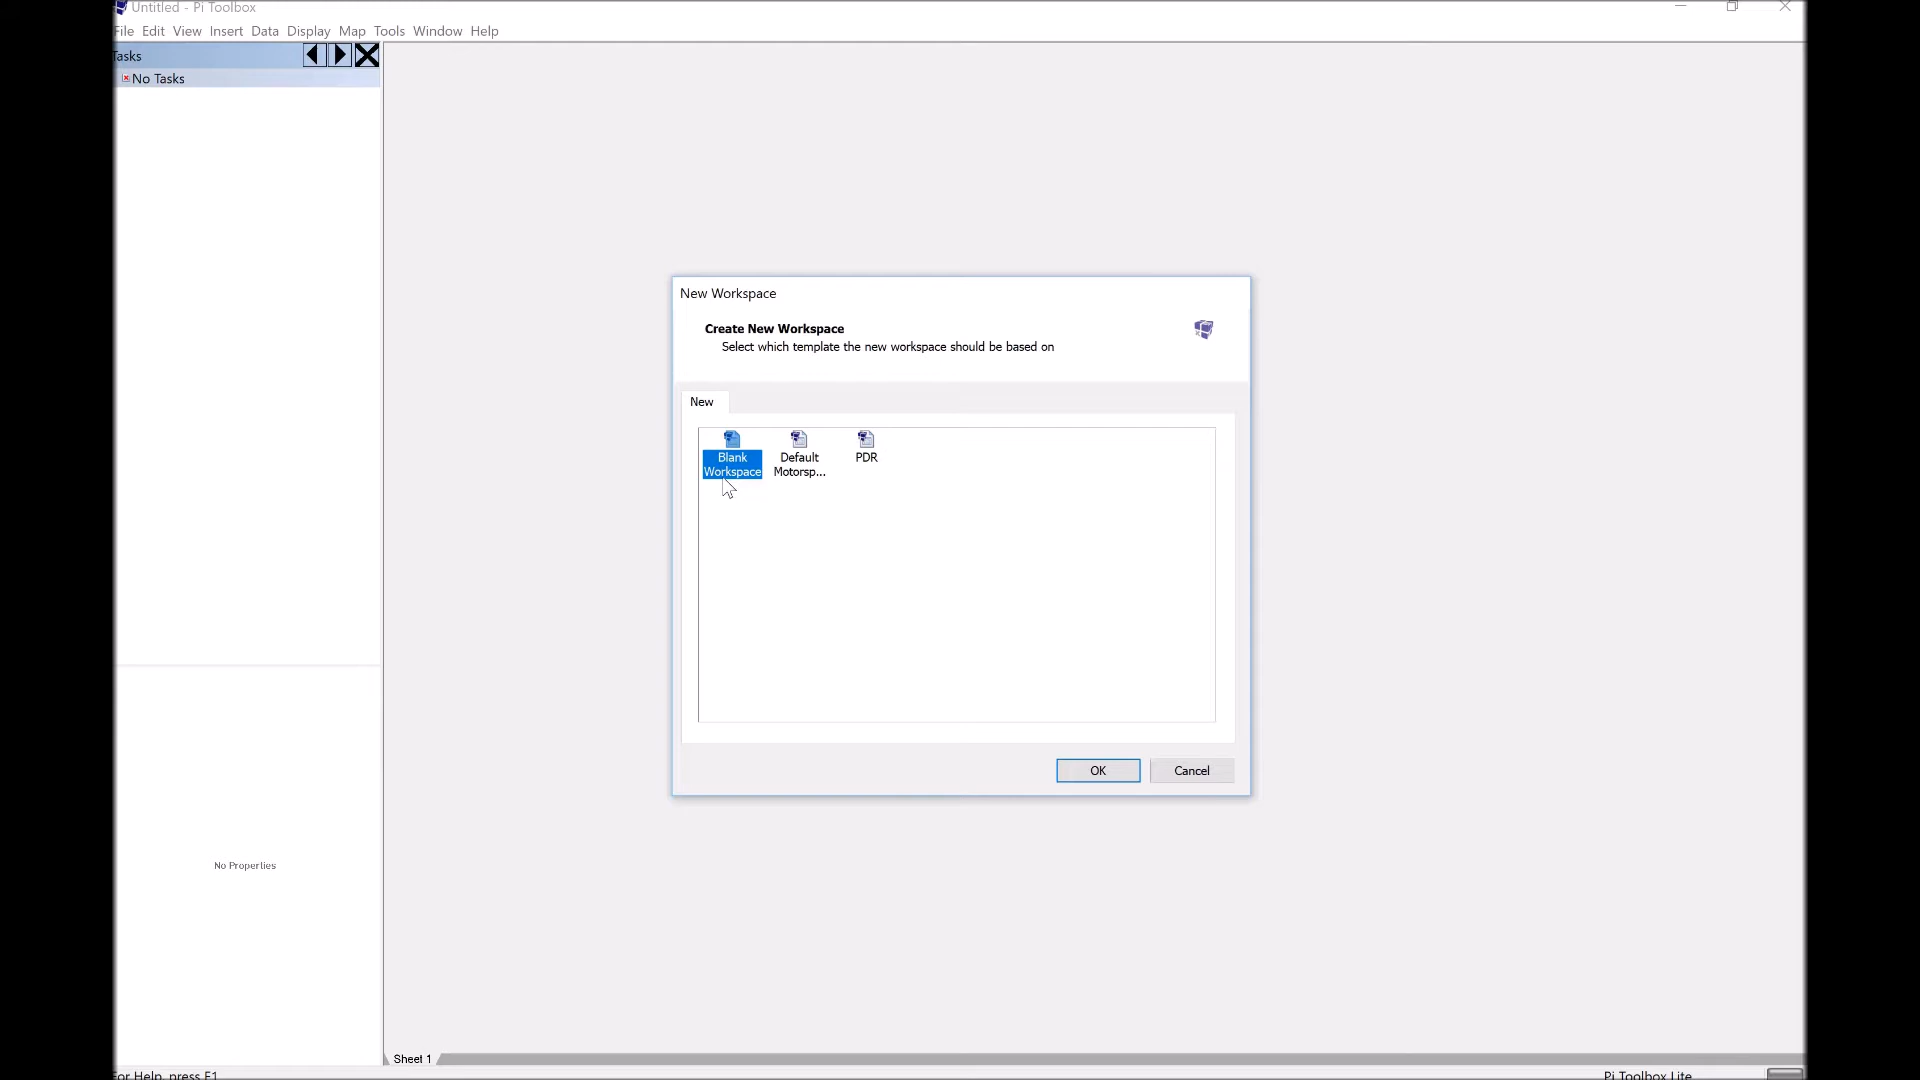 Untitled - Pi Toolbox
File Edit View Insert Data Display Map Tools Window Help
Tasks
No Tasks
New Workspace
Create New Workspace
Select which template the new workspace should be based on
New
Blank Workspace
Default Motorsp...
PDR
OK Cancel
No Properties
Sheet 1
For Help, press F1
Pi Toolbox Lite